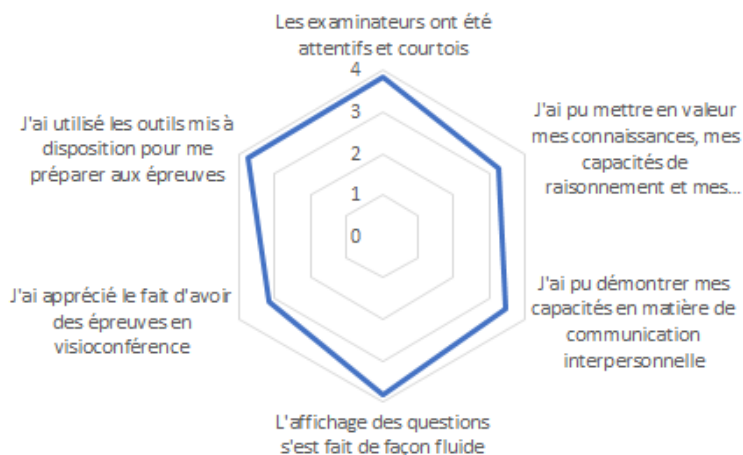 Les examinateurs ont été
attentifs et courtois
4
3
2
1
0
J'ai pu mettre en valeur
mes connaissances, mes
capacités de
raisonnement et mes...
J'ai pu démontrer mes
capacités en matière de
communication
interpersonnelle
L'affichage des questions
s'est fait de façon fluide
J'ai apprécié le fait d'avoir
des épreuves en
visioconférence
J'ai utilisé les outils mis à
disposition pour me
préparer aux épreuves